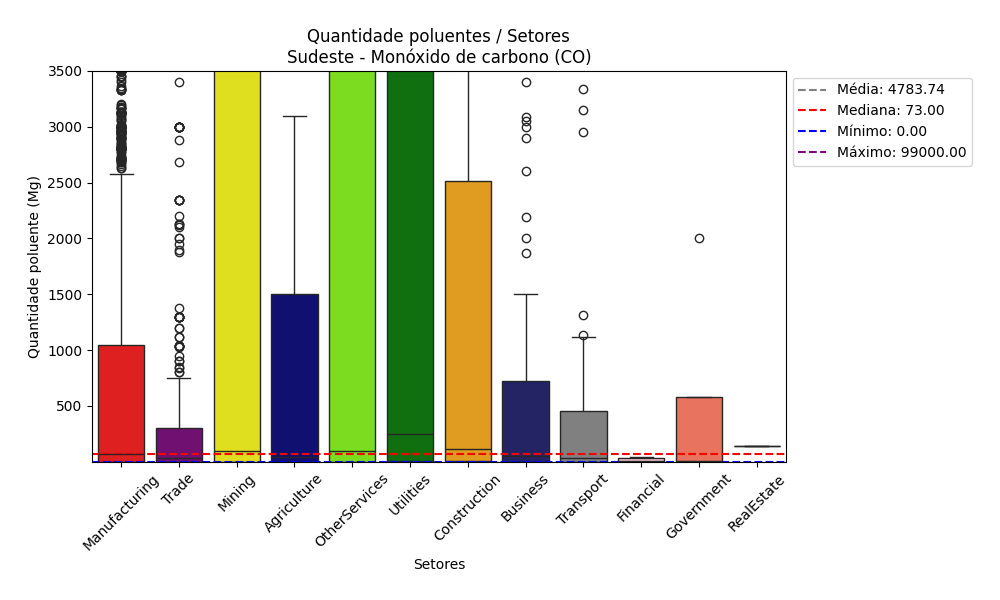 Quantidade poluentes / Setores
Sudeste - Monóxido de carbono (CO)
Média: 4783.74
Mediana: 73.00
Mínimo: 0.00
Máximo: 99000.00
Quantidade poluente (Mg)
3500
3000
2500
2000
1500
1000
500
Manufacturing
Trade
Mining
Agriculture
OtherServices
Utilities
Construction
Business
Transport
Financial
Government
RealEstate
Setores